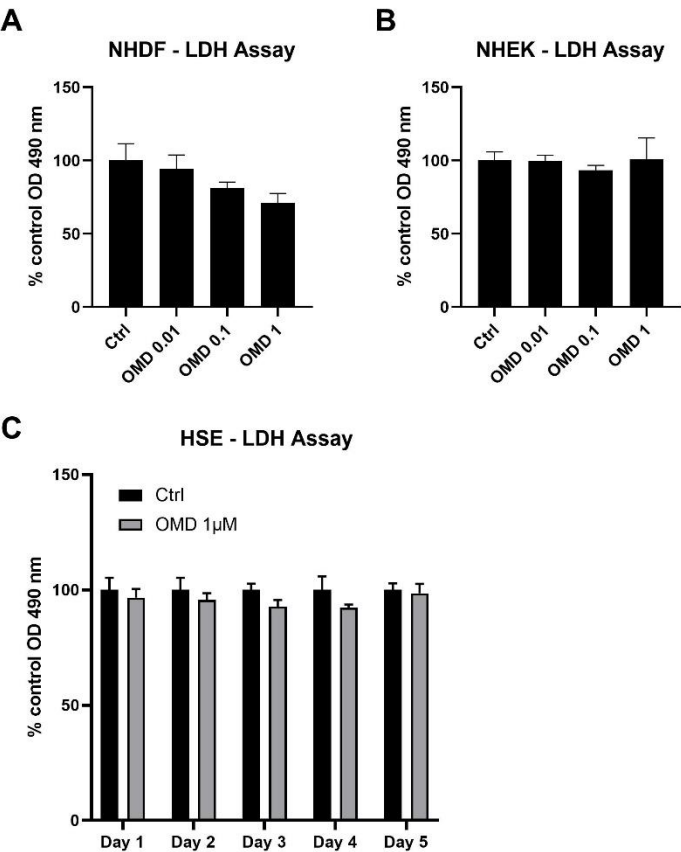 A
NHDF - LDH Assay
% control OD 490 nm
150
100
50
0
Ctrl
OMD 0.01
OMD 0.1
OMD 1
B
NHEK - LDH Assay
% control OD 490 nm
150
100
50
0
Ctrl
OMD 0.01
OMD 0.1
OMD 1
C
HSE - LDH Assay
% control OD 490 nm
150
100
50
0
Ctrl
OMD 1µM
Day 1 Day 2 Day 3 Day 4 Day 5